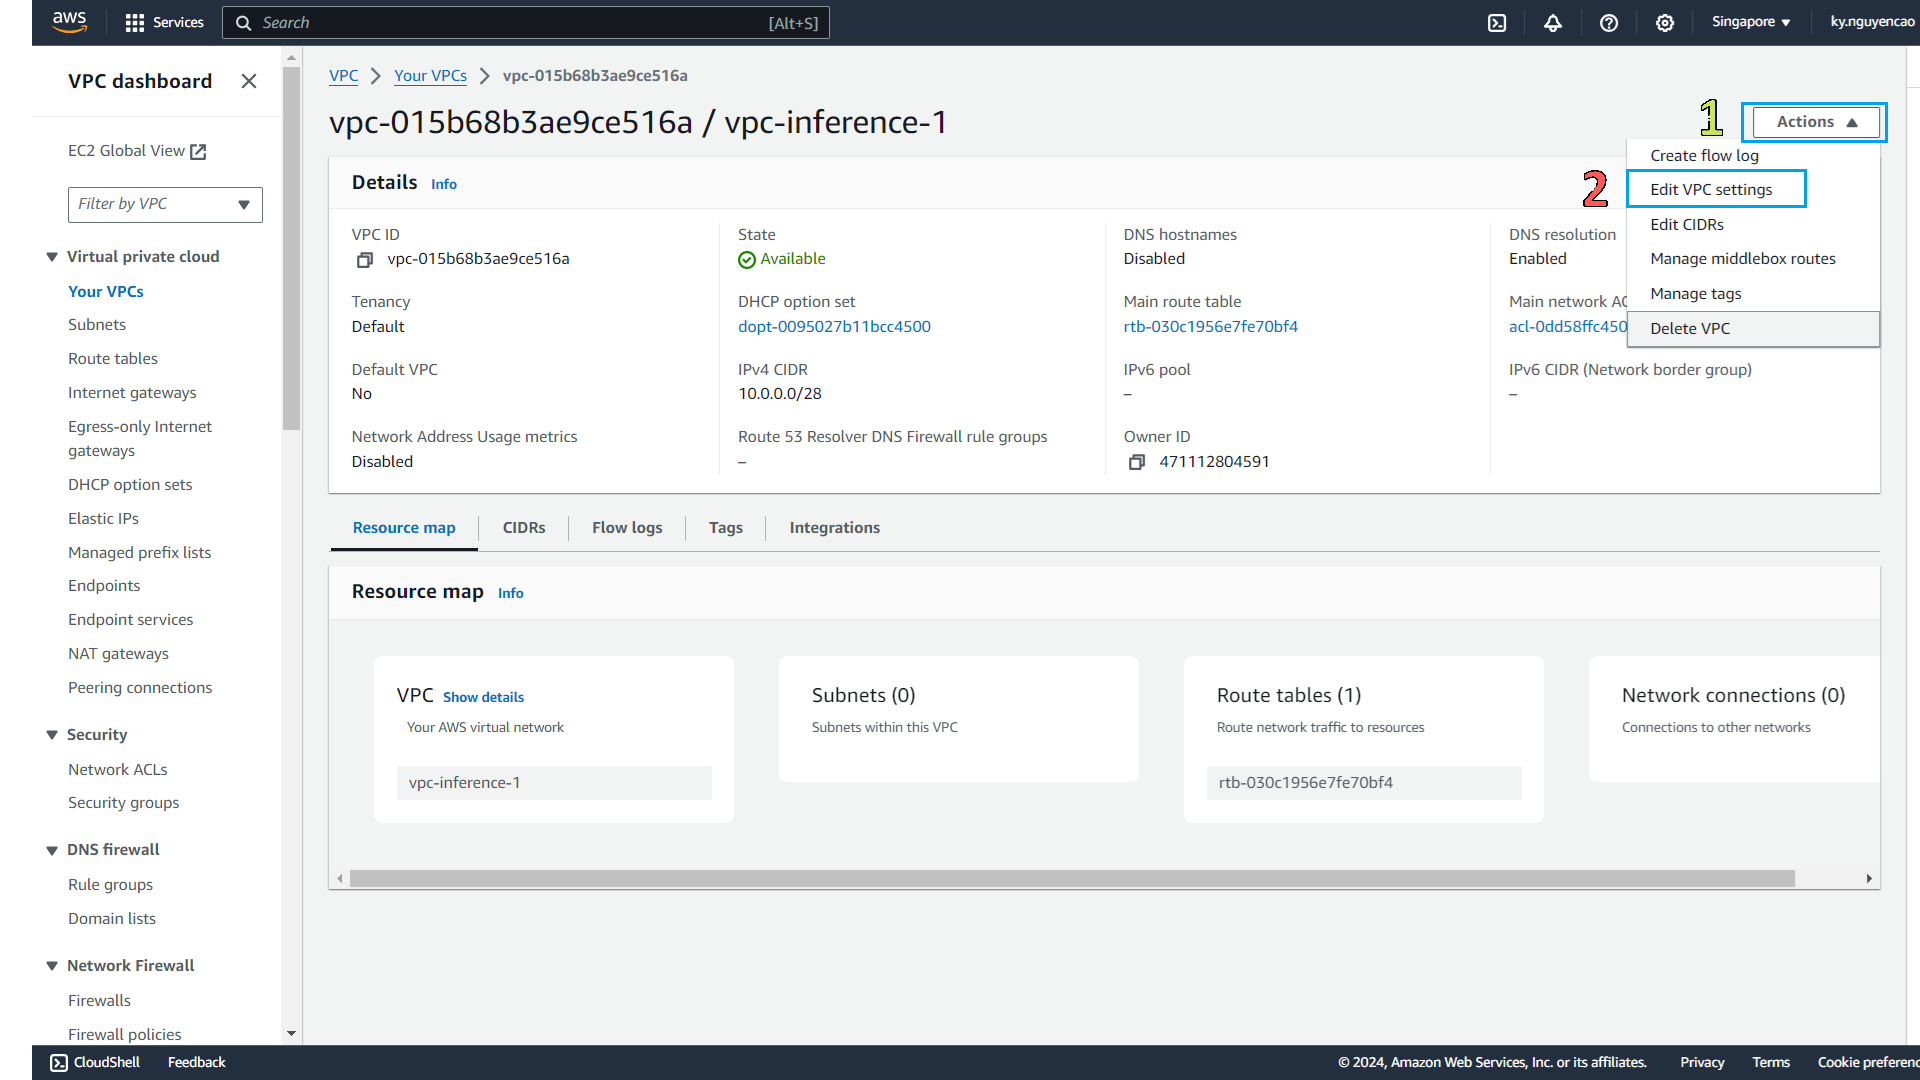 aws
Services
Search
[Alt+S]
Singapore
ky.nguyencao
VPC dashboard
EC2 Global View
Filter by VPC
Virtual private cloud
Your VPCs
Subnets
Route tables
Internet gateways
Egress-only Internet
gateways
DHCP option sets
Elastic IPs
Managed prefix lists
Endpoints
Endpoint services
NAT gateways
Peering connections
Security
Network ACLs
Security groups
DNS firewall
Rule groups
Domain lists
Network Firewall
Firewalls
Firewall policies
VPC
Your VPCs
vpc-015b68b3ae9ce516a
vpc-015b68b3ae9ce516a / vpc-inference-1
1
Actions
2
Create flow log
Edit VPC settings
Edit CIDRs
Manage middlebox routes
Manage tags
Delete VPC
Details Info
VPC ID
vpc-015b68b3ae9ce516a
State
Available
DNS hostnames
Disabled
DNS resolution
Enabled
Tenancy
Default
DHCP option set
dopt-0095027b11bcc4500
Main route table
rtb-030c1956e7fe70bf4
Main network AC
acl-0dd58ffc450
Default VPC
No
IPv4 CIDR
10.0.0.0/28
IPv6 pool
–
IPv6 CIDR (Network border group)
–
Network Address Usage metrics
Disabled
Route 53 Resolver DNS Firewall rule groups
–
Owner ID
471112804591
Resource map
CIDRs
Flow logs
Tags
Integrations
Resource map Info
VPC Show details
Your AWS virtual network
vpc-inference-1
Subnets (0)
Subnets within this VPC
Route tables (1)
Route network traffic to resources
rtb-030c1956e7fe70bf4
Network connections (0)
Connections to other networks
CloudShell
Feedback
© 2024, Amazon Web Services, Inc. or its affiliates.
Privacy
Terms
Cookie preferenc